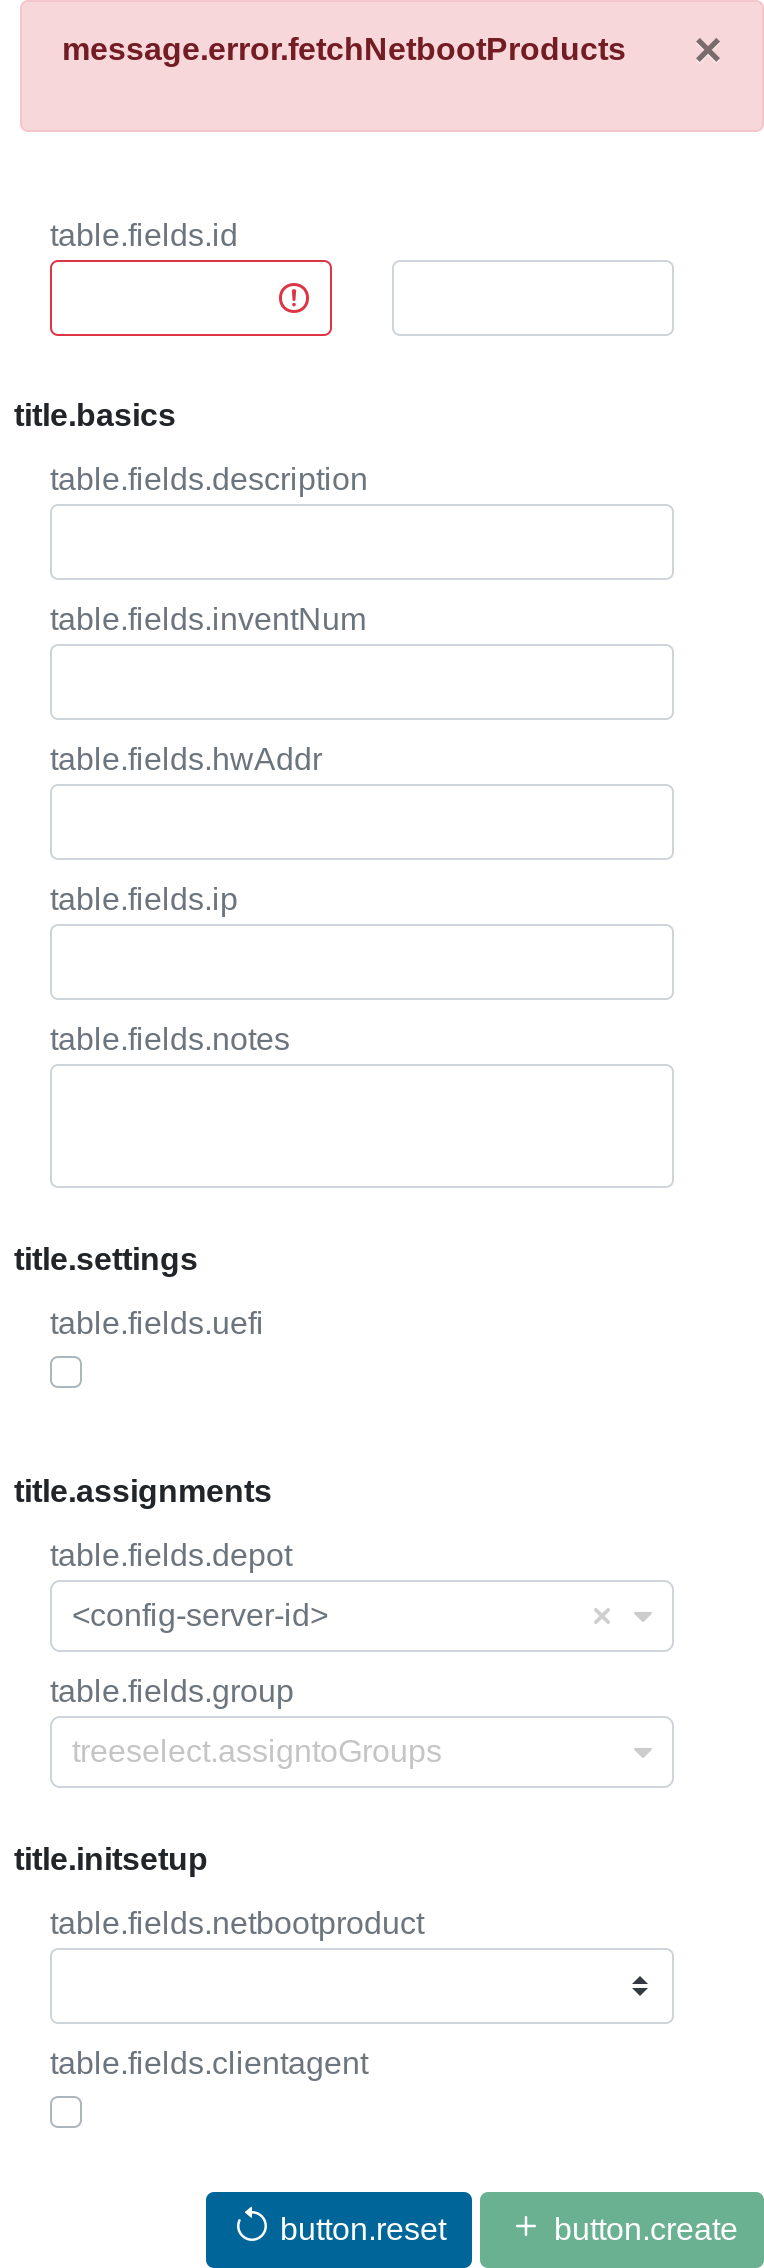 message.error.fetchNetbootProducts ×
table.fields.id
title.basics
table.fields.description
table.fields.inventNum
table.fields.hwAddr
table.fields.ip
table.fields.notes
title.settings
table.fields.uefi
title.assignments
table.fields.depot
<config-server-id>
table.fields.group
treeselect.assigntoGroups
title.initsetup
table.fields.netbootproduct
table.fields.clientagent
button.reset
button.create